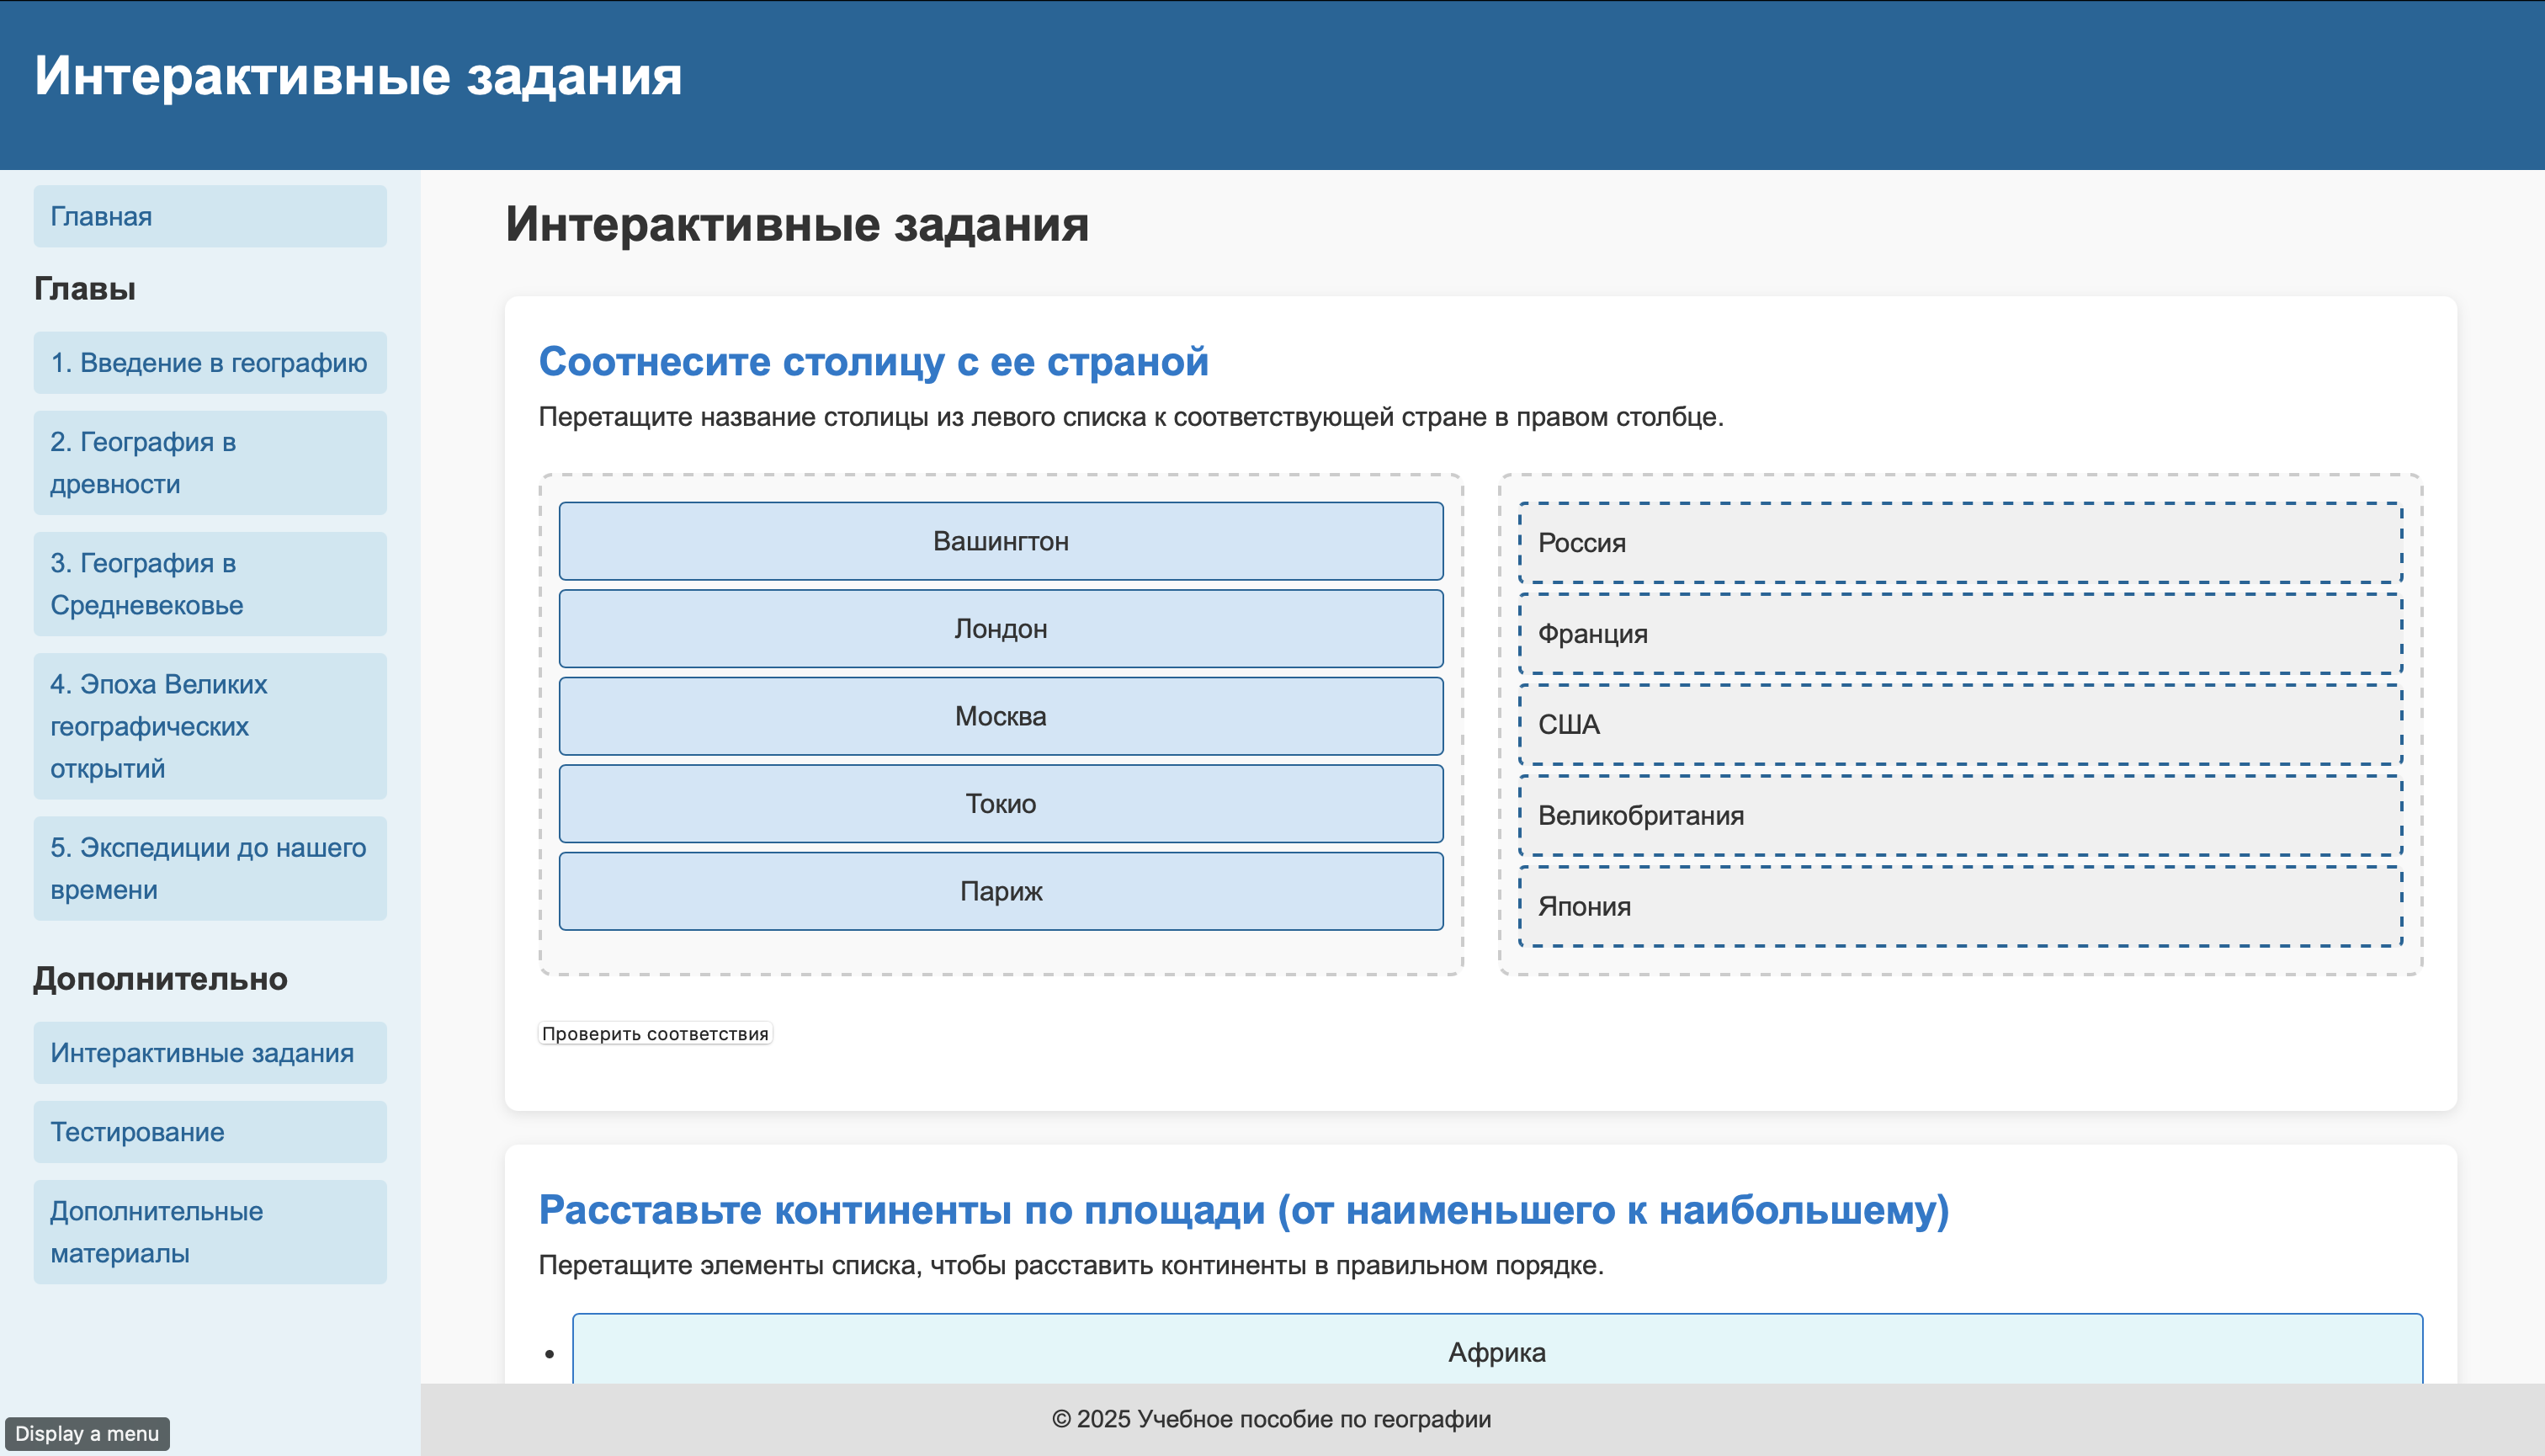 Интерактивные задания
Главная
Главы
1. Введение в географию
2. География в
древности
3. География в
Средневековье
4. Эпоха Великих
географических
открытий
5. Экспедиции до нашего
времени
Дополнительно
Интерактивные задания
Тестирование
Дополнительные
материалы
Display a menu
Интерактивные задания
Соотнесите столицу с ее страной
Перетащите название столицы из левого списка к соответствующей стране в правом столбце.
Вашингтон
Лондон
Москва
Токио
Париж
Россия
Франция
США
Великобритания
Япония
Проверить соответствия
Расставьте континенты по площади (от наименьшего к наибольшему)
Перетащите элементы списка, чтобы расставить континенты в правильном порядке.
• Африка
© 2025 Учебное пособие по географии